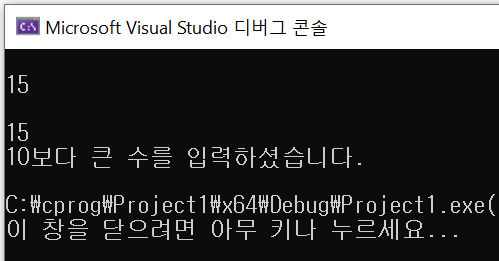 C:\
Microsoft Visual Studio 디버그 콘솔
15
15
10보다 큰 수를 입력하셨습니다.
C:₩cprog₩Project1₩x64₩Debug₩Project1.exe(
이 창을 닫으려면 아무 키나 누르세요...